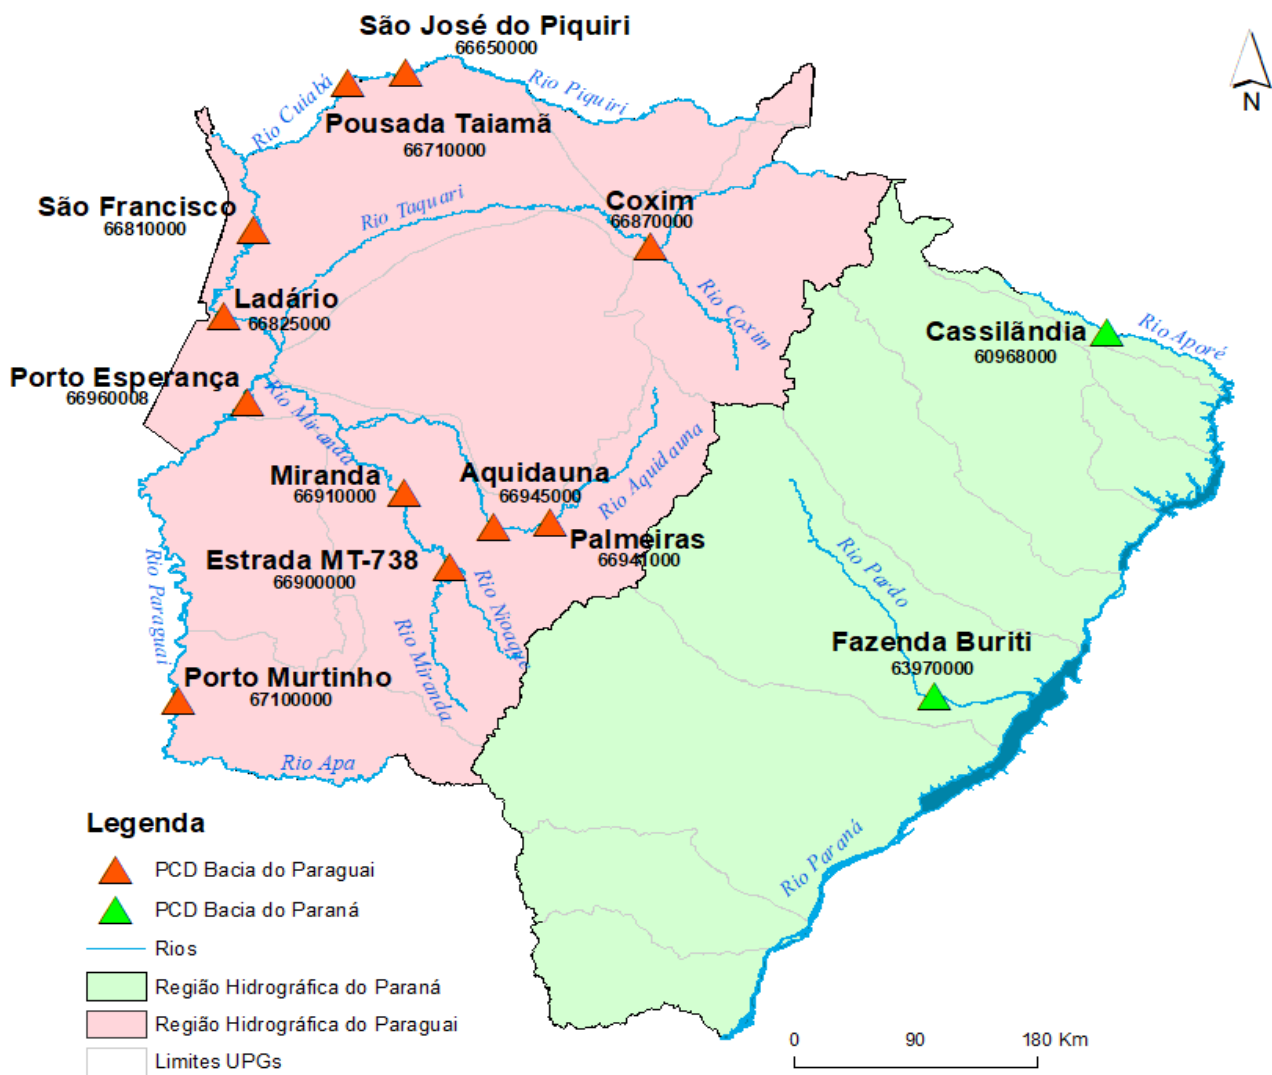 São José do Piquiri
66650000
Rio Cuiabá
Rio Piquiri
N
Pousada Taiamã
66710000
São Francisco
66810000
Rio Taquari
Coxim
66870000
Ladário
66825000
Rio Coxim
Cassilândia
60968000
Rio Aporé
Porto Esperança
66960008
Rio Miranda
Miranda
66910000
Aquidauna
66945000
Rio Aquidauna
Palmeiras
66941000
Estrada MT-738
66900000
Rio Nioaque
Rio Pardo
Rio Paraguai
Rio Miranda
Fazenda Buriti
63970000
Porto Murtinho
67100000
Rio Apa
Rio Paraná
Legenda
PCD Bacia do Paraguai
PCD Bacia do Paraná
Rios
Região Hidrográfica do Paraná
Região Hidrográfica do Paraguai
Limites UPGs
0 90 180 Km